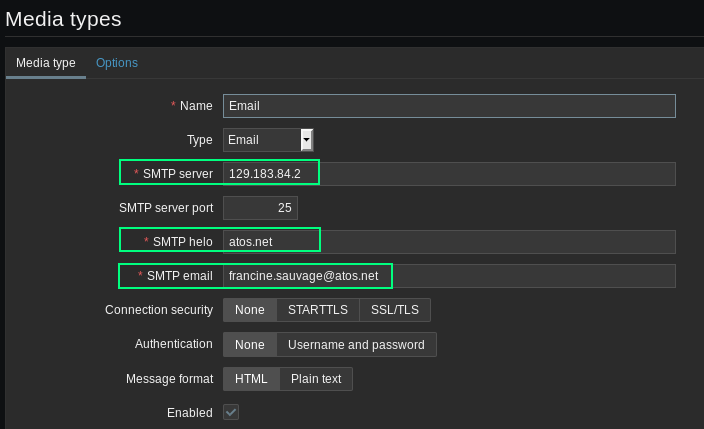 Media types
Media type Options
* Name Email
Type Email
* SMTP server 129.183.84.2
SMTP server port 25
* SMTP helo atos.net
* SMTP email francine.sauvage@atos.net
Connection security None STARTTLS SSL/TLS
Authentication None Username and password
Message format HTML Plain text
Enabled